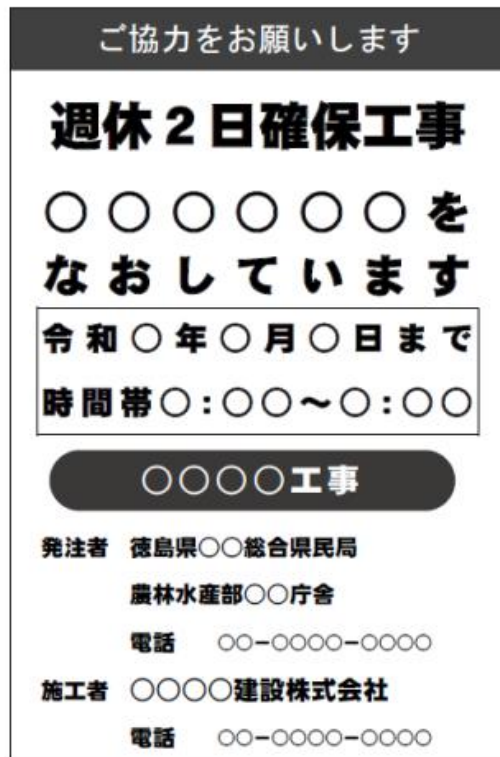 ご協力をお願いします
週休２日確保工事
○○○○○○を
なおしています
令和○年○月○日まで
時間帯○:○○～○:○○
○○○○工事
発注者 徳島県○○総合県民局
農林水産部○○庁舎
電話 ○○-○○○○-○○○○
施工者 ○○○○建設株式会社
電話 ○○-○○○○-○○○○